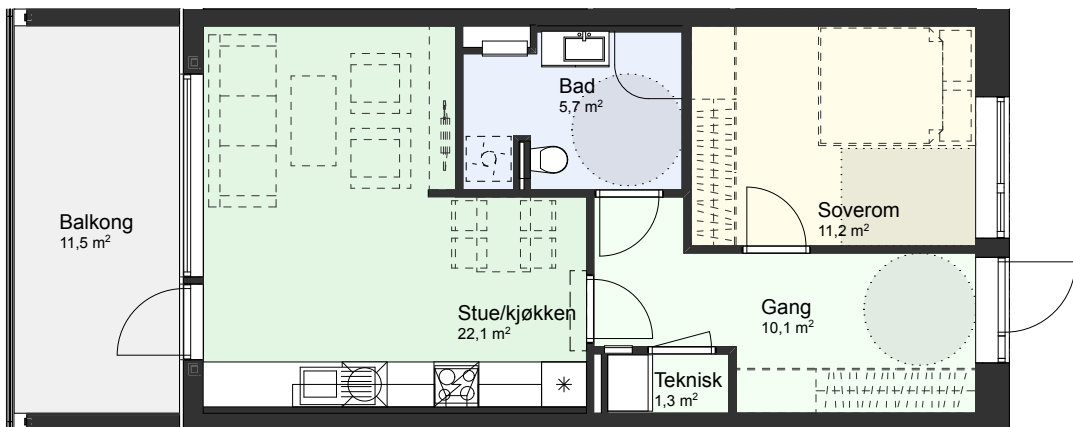 Bad
5,7 m²
Balkong
11,5 m²
Soverom
11,2 m²
Stue/kjøkken
22,1 m²
Gang
10,1 m²
Teknisk
1,3 m²